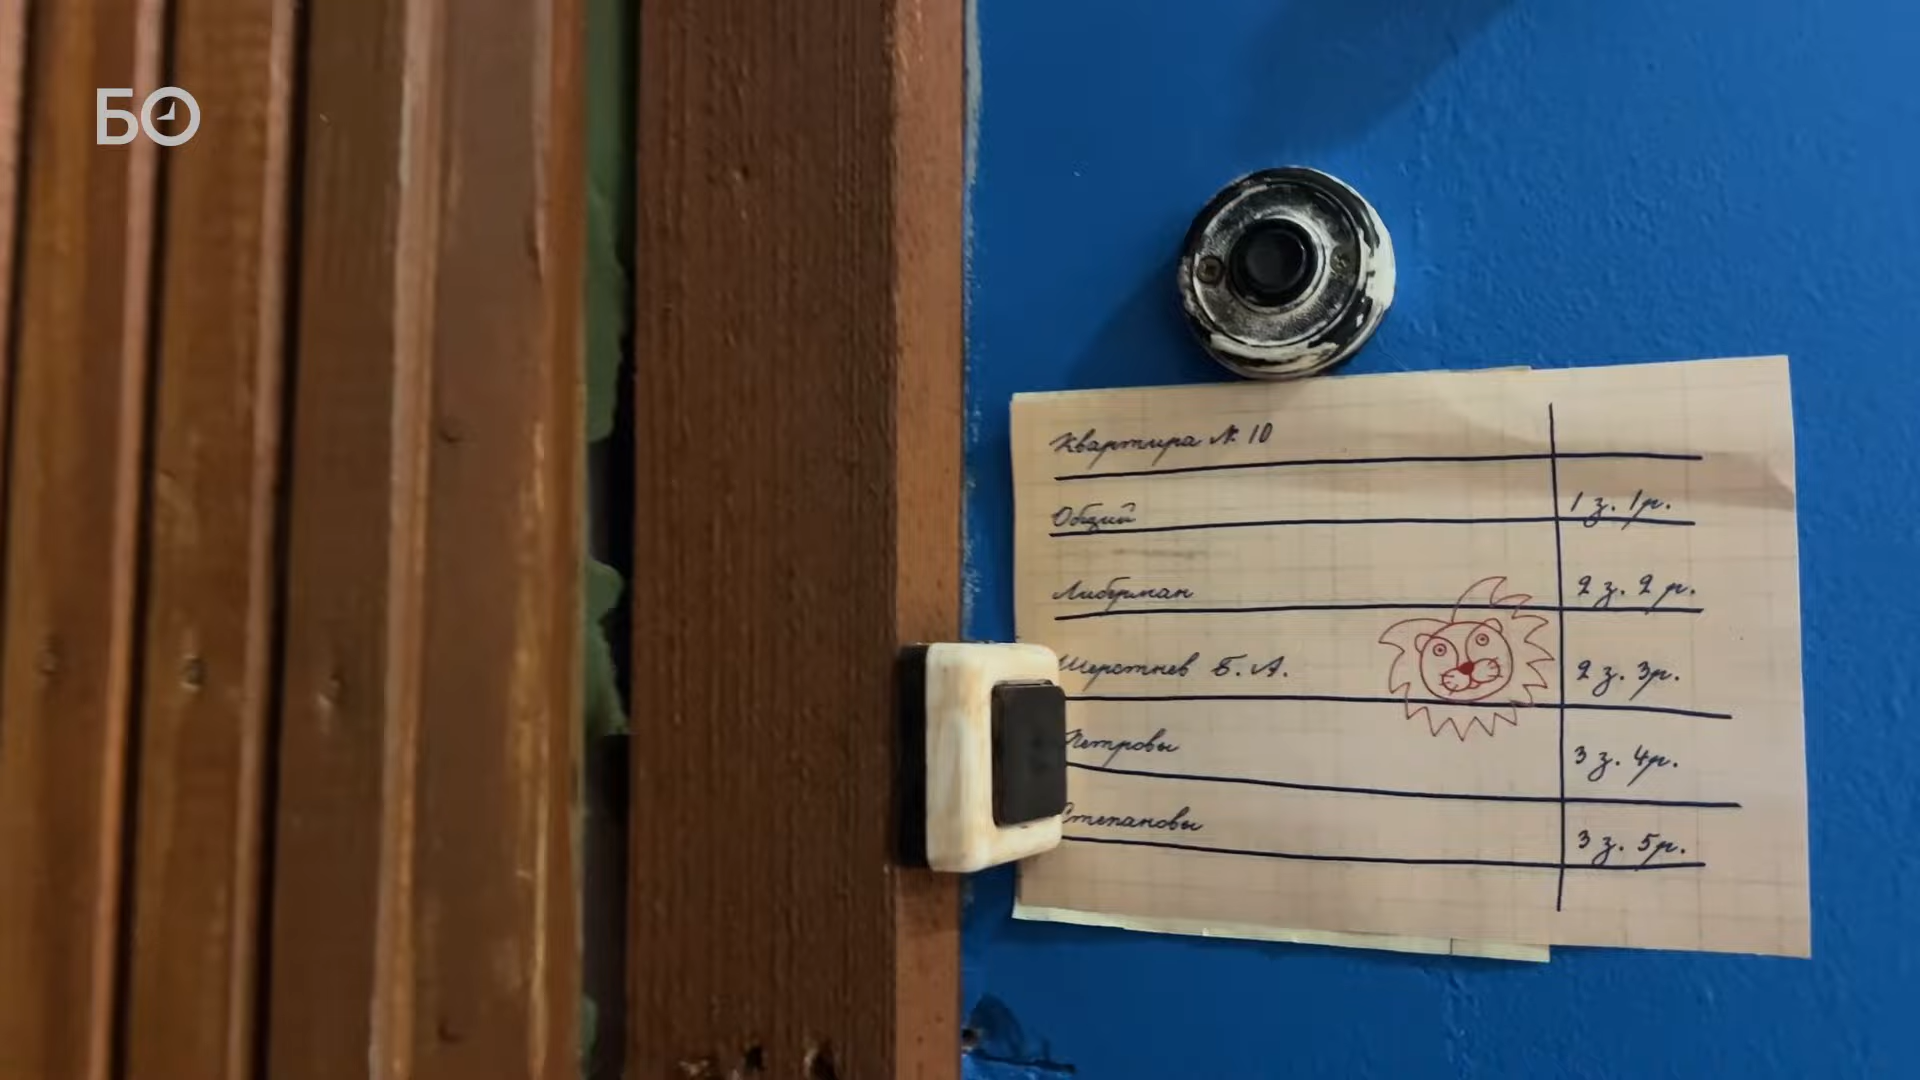 БО
Квартира № 10
Общий 1 з. 1р.
Либерман 2 з. 2 р.
Шерстнев Б. А. 2 з. 3р.
Петровы 3 з. 4р.
Степановы 3 з. 5р.